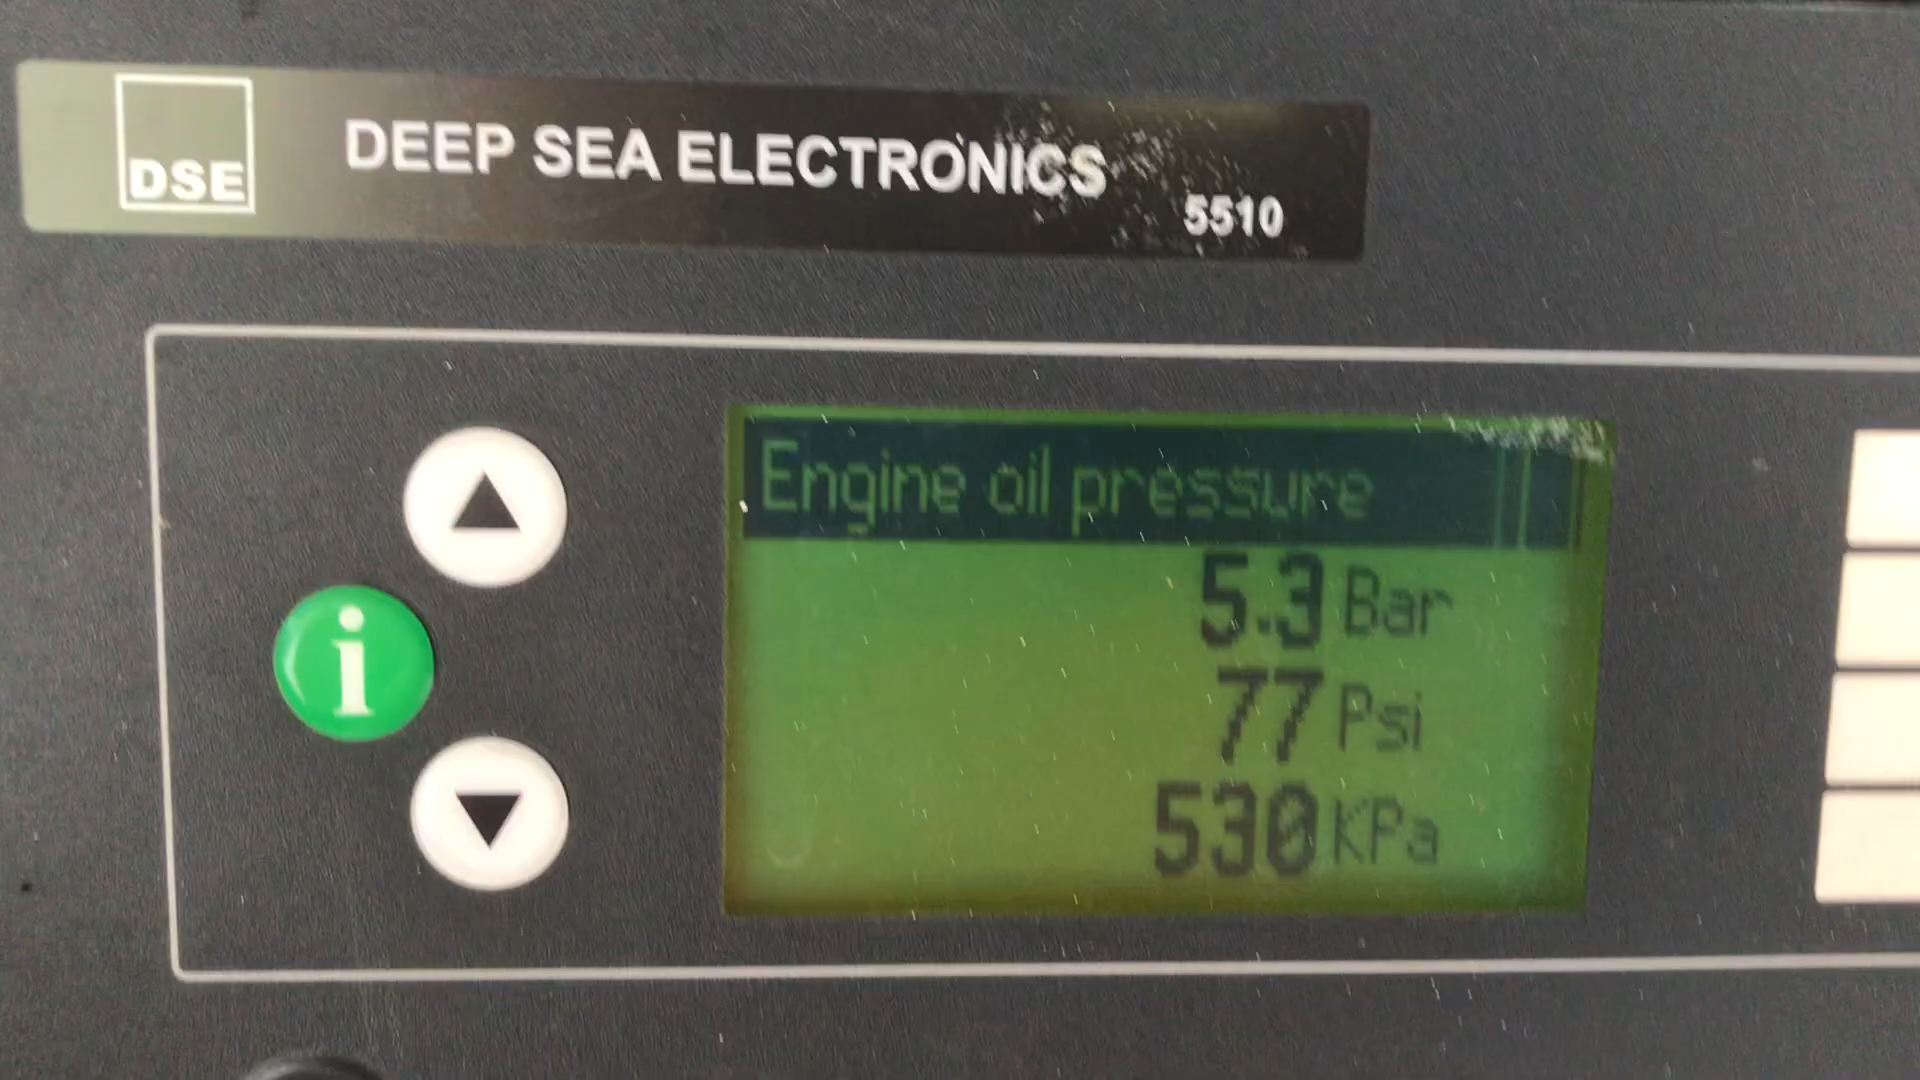 DSE
DEEP SEA ELECTRONICS
5510
Engine oil pressure
5.3 Bar
77 Psi
530 KPa
i